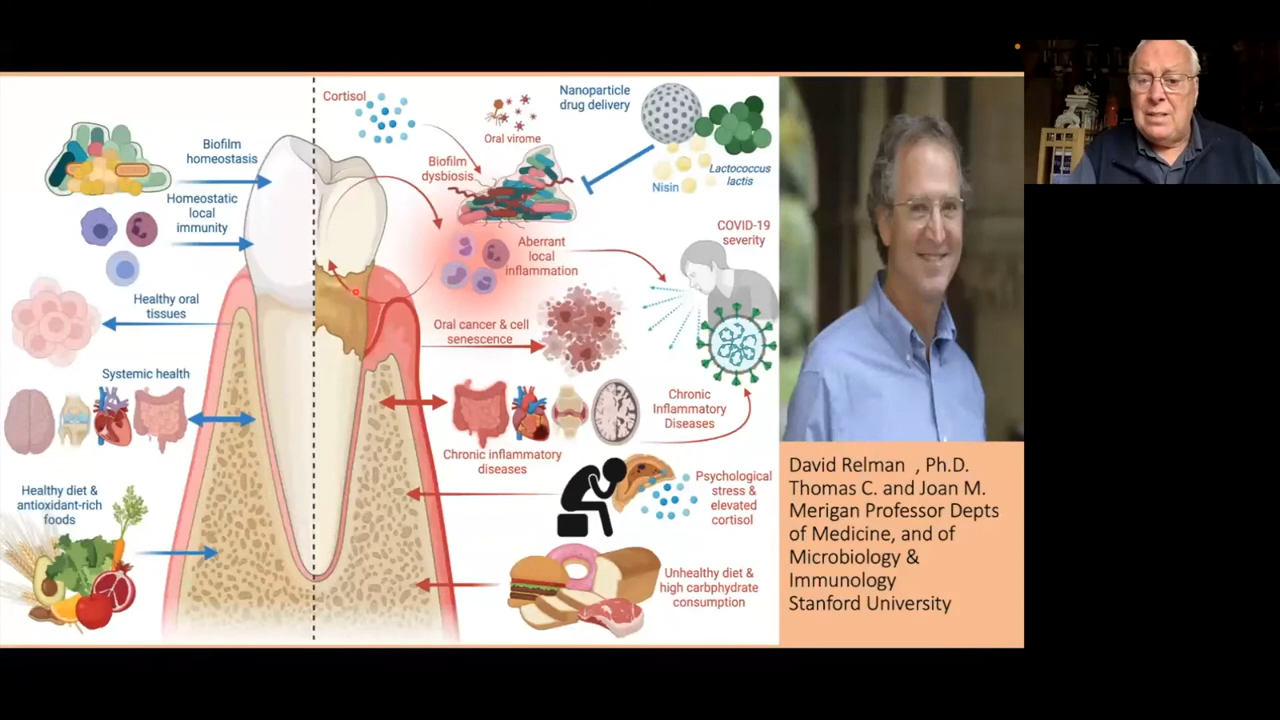 Biofilm
homeostasis
Homeostatic
local
immunity
Healthy oral
tissues
Systemic health
Healthy diet &
antioxidant-rich
foods
Cortisol
Oral virome
Biofilm
dysbiosis
Nanoparticle
drug delivery
Nisin
Lactococcus
lactis
Aberrant
local
inflammation
COVID-19
severity
Oral cancer & cell
senescence
Chronic inflammatory
diseases
Chronic
Inflammatory
Diseases
Psychological
stress &
elevated
cortisol
Unhealthy diet &
high carbphydrate
consumption
David Relman , Ph.D.
Thomas C. and Joan M.
Merigan Professor Depts
of Medicine, and of
Microbiology &
Immunology
Stanford University